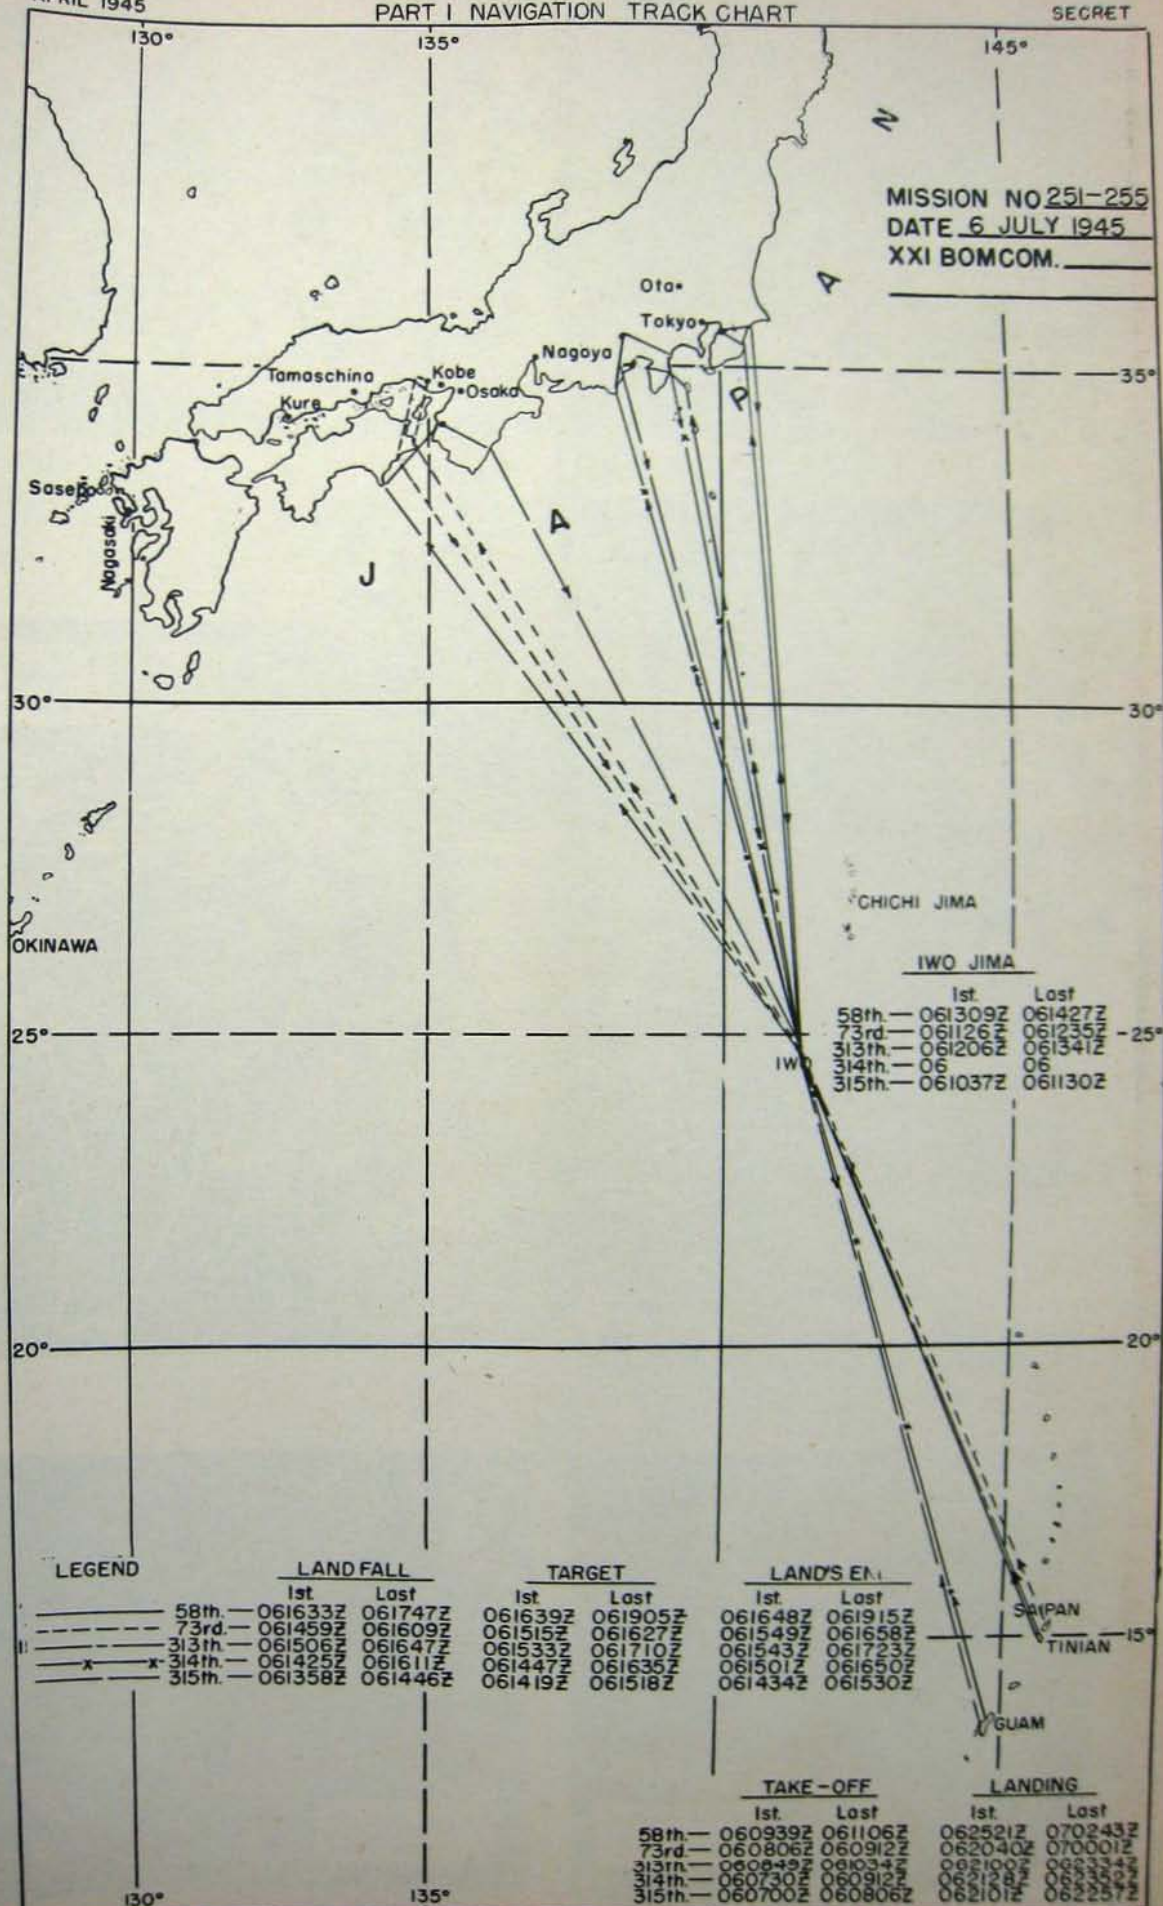 APRIL 1945
PART I NAVIGATION TRACK CHART
SECRET
130°
135°
145°
N
MISSION NO 251-255
DATE 6 JULY 1945
XXI BOMCOM.
A
Ota
Tokyo
Nagoya
35°
Kobe
Tamaschina
Osaka
Kure
P
Sasebo
A
Nagasaki
J
30°
30°
CHICHI JIMA
OKINAWA
IWO JIMA
1st. Last
58th.— 061309Z 061427Z
25°
73rd.— 061126Z 061235Z
25°
313th.— 061206Z 061341Z
IWO
314th.— 06 06
315th.— 061037Z 061130Z
20°
20°
LEGEND LAND FALL TARGET LAND'S
1st. Last 1st. Last 1st. Last
58th.— 061633Z 061747Z 061639Z 061905Z 061648Z 061915Z
73rd.— 061459Z 061609Z 061515Z 061627Z 061549Z 061658Z
313th.— 061506Z 061647Z 061533Z 061710Z 061543Z 061723Z
x x 314th.— 061425Z 061611Z 061447Z 061635Z 061501Z 061650Z
315th.— 061358Z 061446Z 061419Z 061518Z 061434Z 061530Z
SAIPAN
15°
TINIAN
GUAM
TAKE-OFF LANDING
1st. Last 1st. Last
58th.— 060939Z 061106Z 062521Z 070243Z
73rd.— 060806Z 060912Z 062040Z 070001Z
313th.— 060849Z 061034Z 062100Z
314th.— 060730Z 060912Z 062128Z 062352Z
315th.— 060700Z 060806Z 062101Z 062257Z
130°
135°